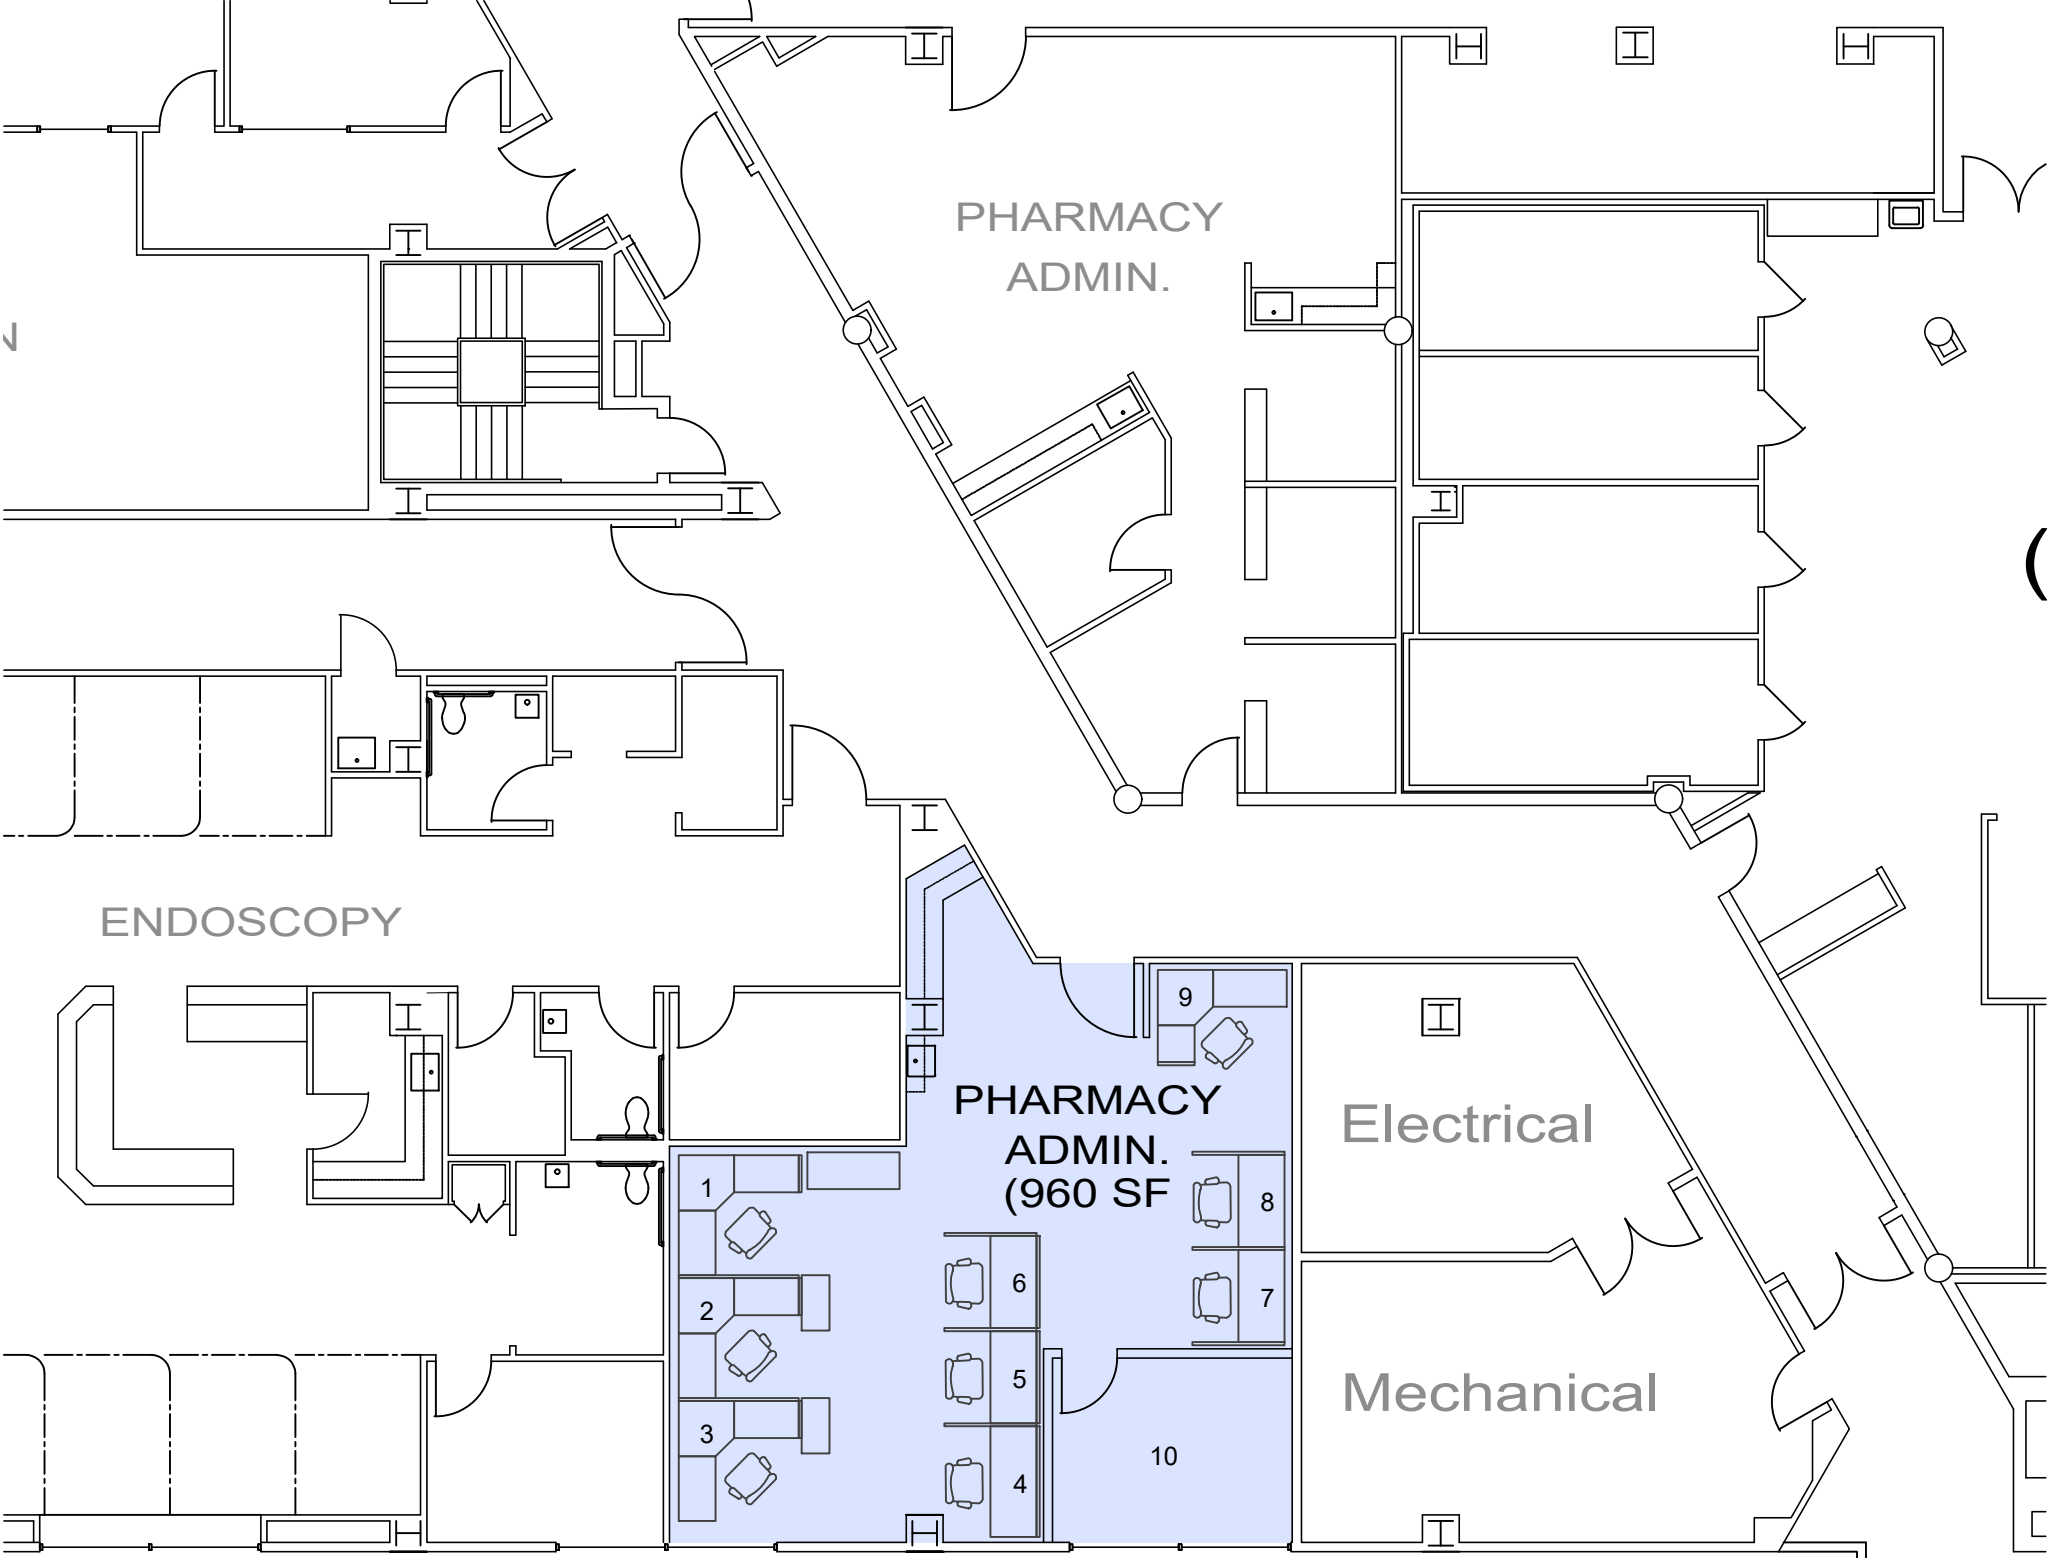 PHARMACY
ADMIN.
N
(
ENDOSCOPY
9
PHARMACY
ADMIN.
(960 SF
Electrical
1
8
2
6
7
3
5
4
10
Mechanical